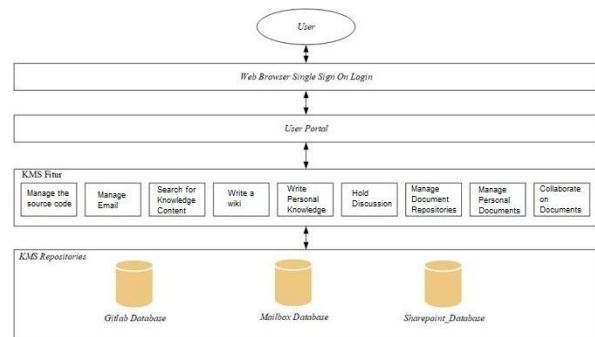 User
Web Browser Single Sign On Login
User Portal
KMS Fitur
Manage the
source code
Manage
Email
Search for
Knowledge
Content
Write a
wiki
Write
Personal
Knowledge
Hold
Discussion
Manage
Document
Repositories
Manage
Personal
Documents
Collaborate
on
Documents
KMS Repositories
Gitlab Database
Mailbox Database
Sharepoint_Database